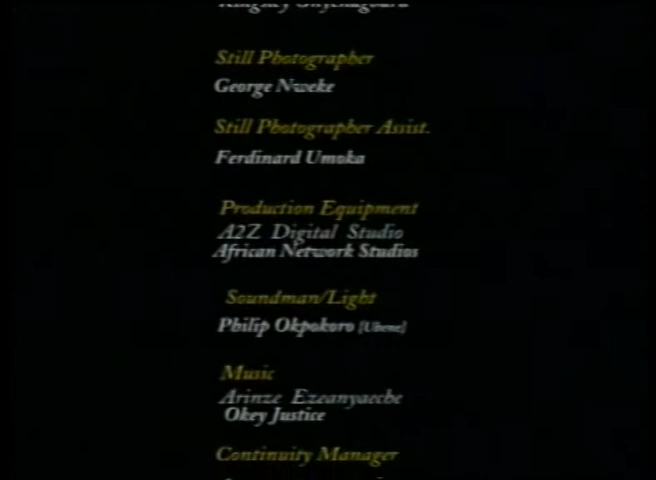 Still Photographer
George Nweke
Still Photographer Assist.
Ferdinard Umoka
Production Equipment
A2Z Digital Studio
African Network Studios
Soundman/Light
Philip Okpokoro
Music
Arinze Ezeanyaeche
Okey Justice
Continuity Manager